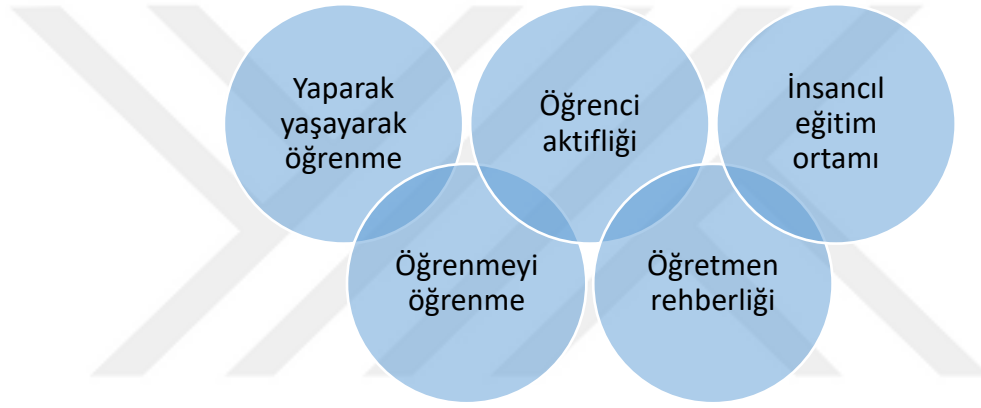 Yaparak
yaşayarak
öğrenme
Öğrenci
aktifliği
İnsancıl
eğitim
ortamı
Öğrenmeyi
öğrenme
Öğretmen
rehberliği